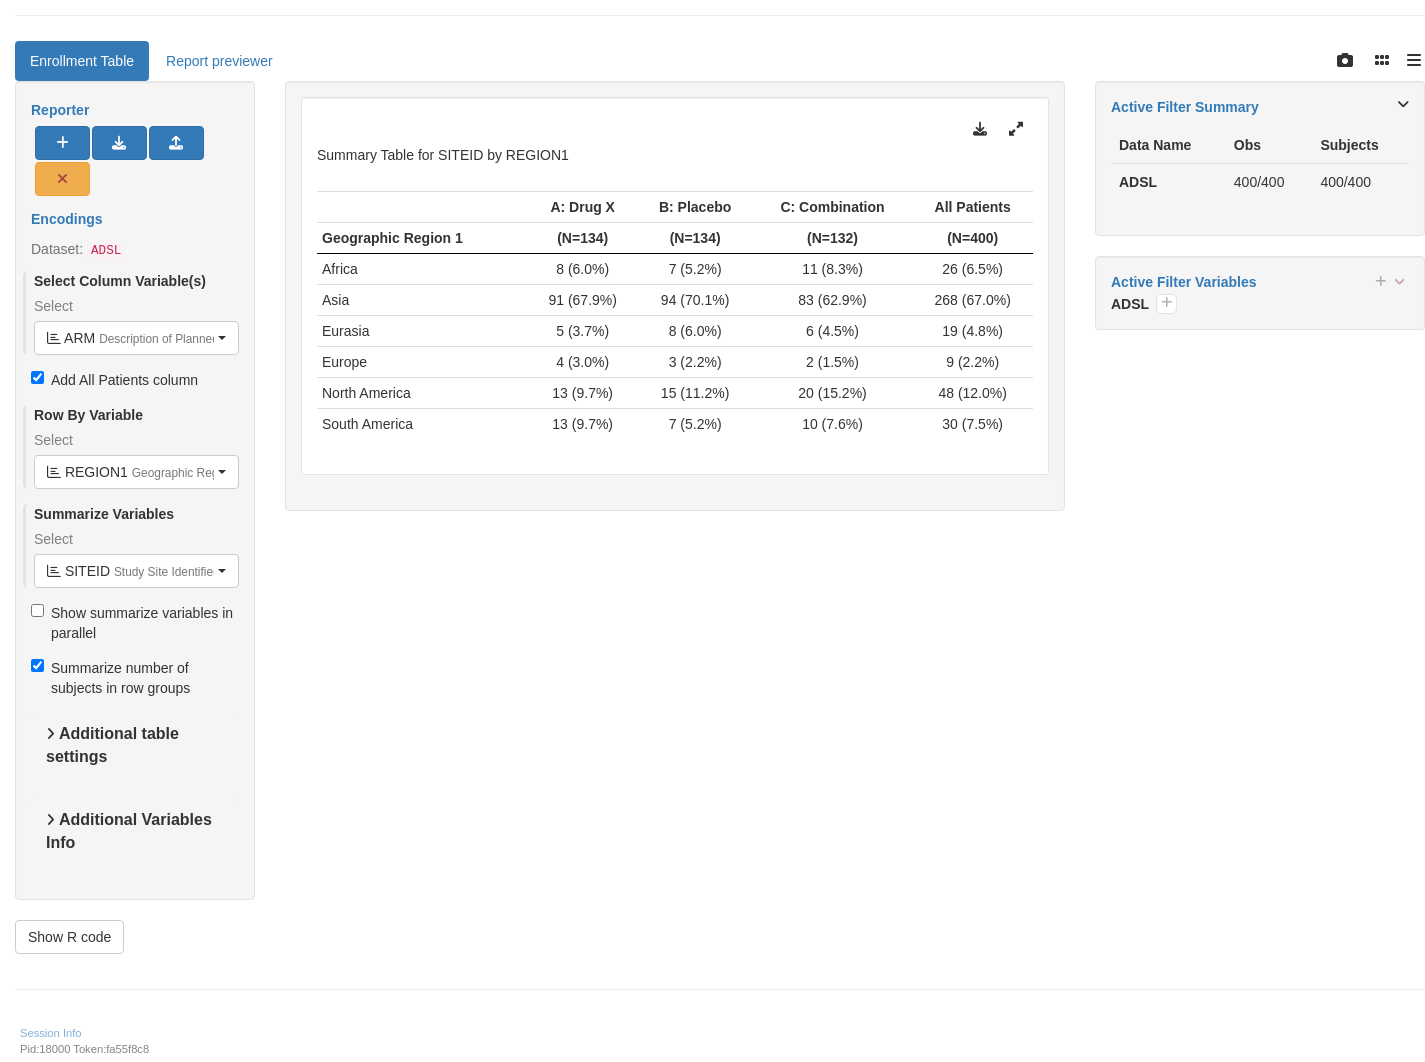 Enrollment Table
Report previewer
Reporter
Encodings
Dataset: ADSL
Select Column Variable(s)
Select
ARM Description of Planned
Add All Patients column
Row By Variable
Select
REGION1 Geographic Reg
Summarize Variables
Select
SITEID Study Site Identifier
Show summarize variables in
parallel
Summarize number of
subjects in row groups
Additional table
settings
Additional Variables
Info
Show R code
Summary Table for SITEID by REGION1
A: Drug X B: Placebo C: Combination All Patients
Geographic Region 1 (N=134) (N=134) (N=132) (N=400)
Africa 8 (6.0%) 7 (5.2%) 11 (8.3%) 26 (6.5%)
Asia 91 (67.9%) 94 (70.1%) 83 (62.9%) 268 (67.0%)
Eurasia 5 (3.7%) 8 (6.0%) 6 (4.5%) 19 (4.8%)
Europe 4 (3.0%) 3 (2.2%) 2 (1.5%) 9 (2.2%)
North America 13 (9.7%) 15 (11.2%) 20 (15.2%) 48 (12.0%)
South America 13 (9.7%) 7 (5.2%) 10 (7.6%) 30 (7.5%)
Active Filter Summary
Data Name Obs Subjects
ADSL 400/400 400/400
Active Filter Variables
ADSL
Session Info
Pid:18000 Token:fa55f8c8